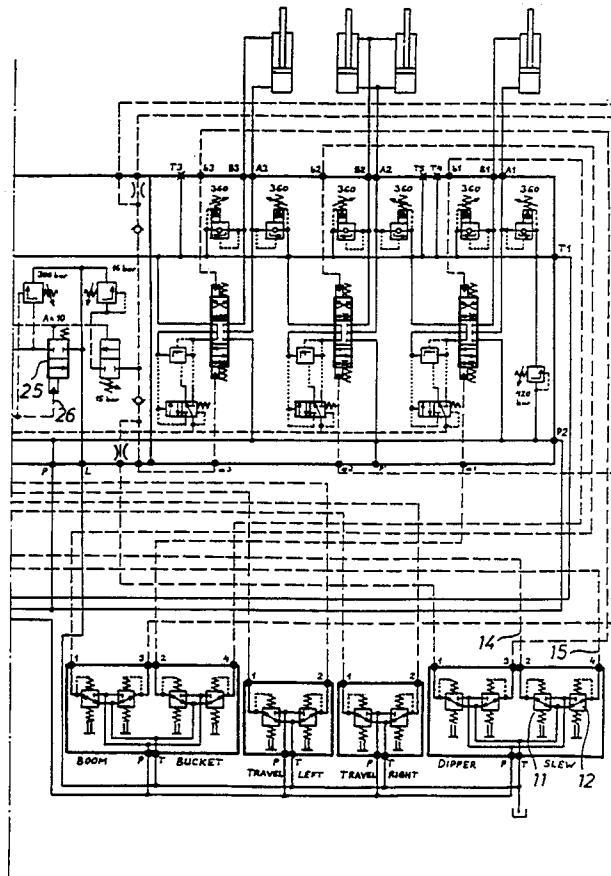 T3 b3 B3 A3 b2 B2 A2 T5 T4 b1 B1 A1
360 360 360 360 360 360
T1
300 bar 16 bar
A=10
25
15 bar
26
420 bar
P2
P L a3 a2 P a1
14 15
1 3 2 4 1 2 1 2 1 3 2 4
11 12
BOOM P T BUCKET P T P T DIPPER P T SLEW
TRAVEL LEFT TRAVEL RIGHT